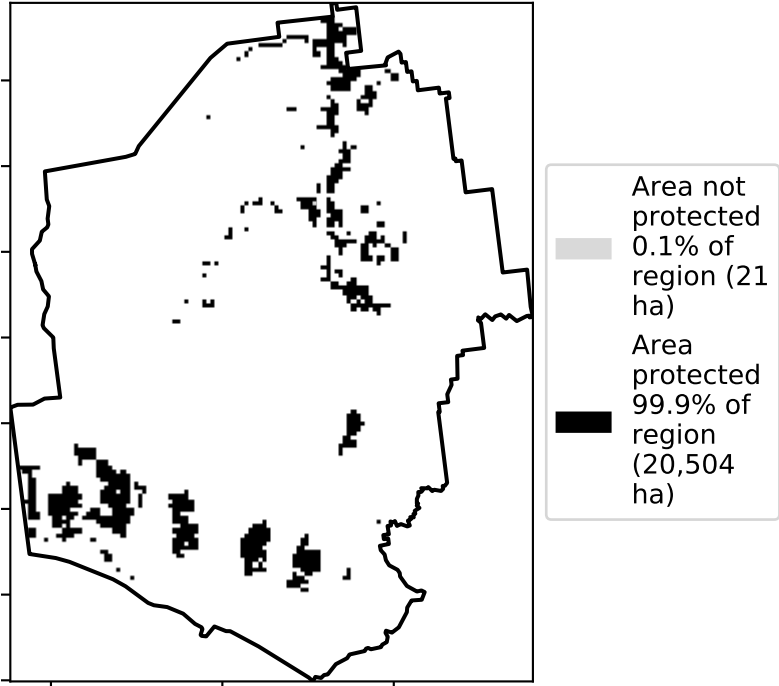 Area not
protected
0.1% of
region (21
ha)
Area
protected
99.9% of
region
(20,504
ha)